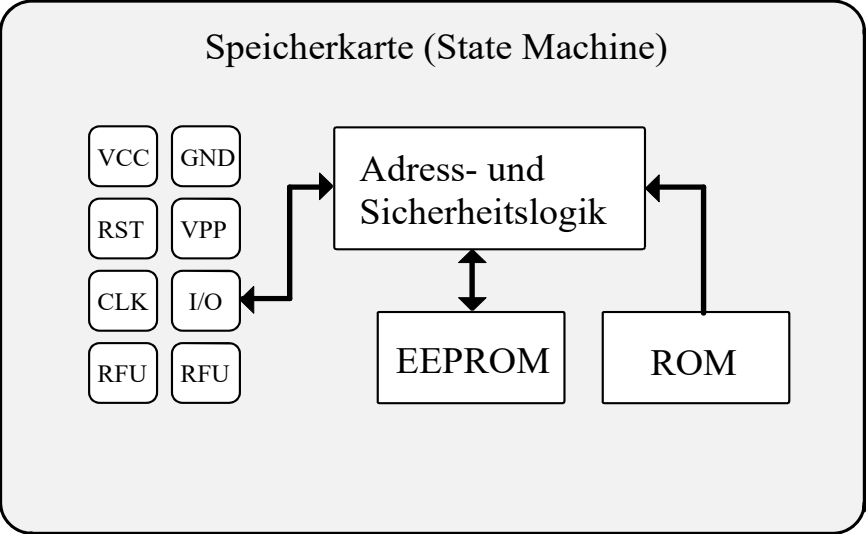 Speicherkarte (State Machine)
VCC GND
RST VPP
CLK I/O
RFU RFU
Adress- und
Sicherheitslogik
EEPROM
ROM